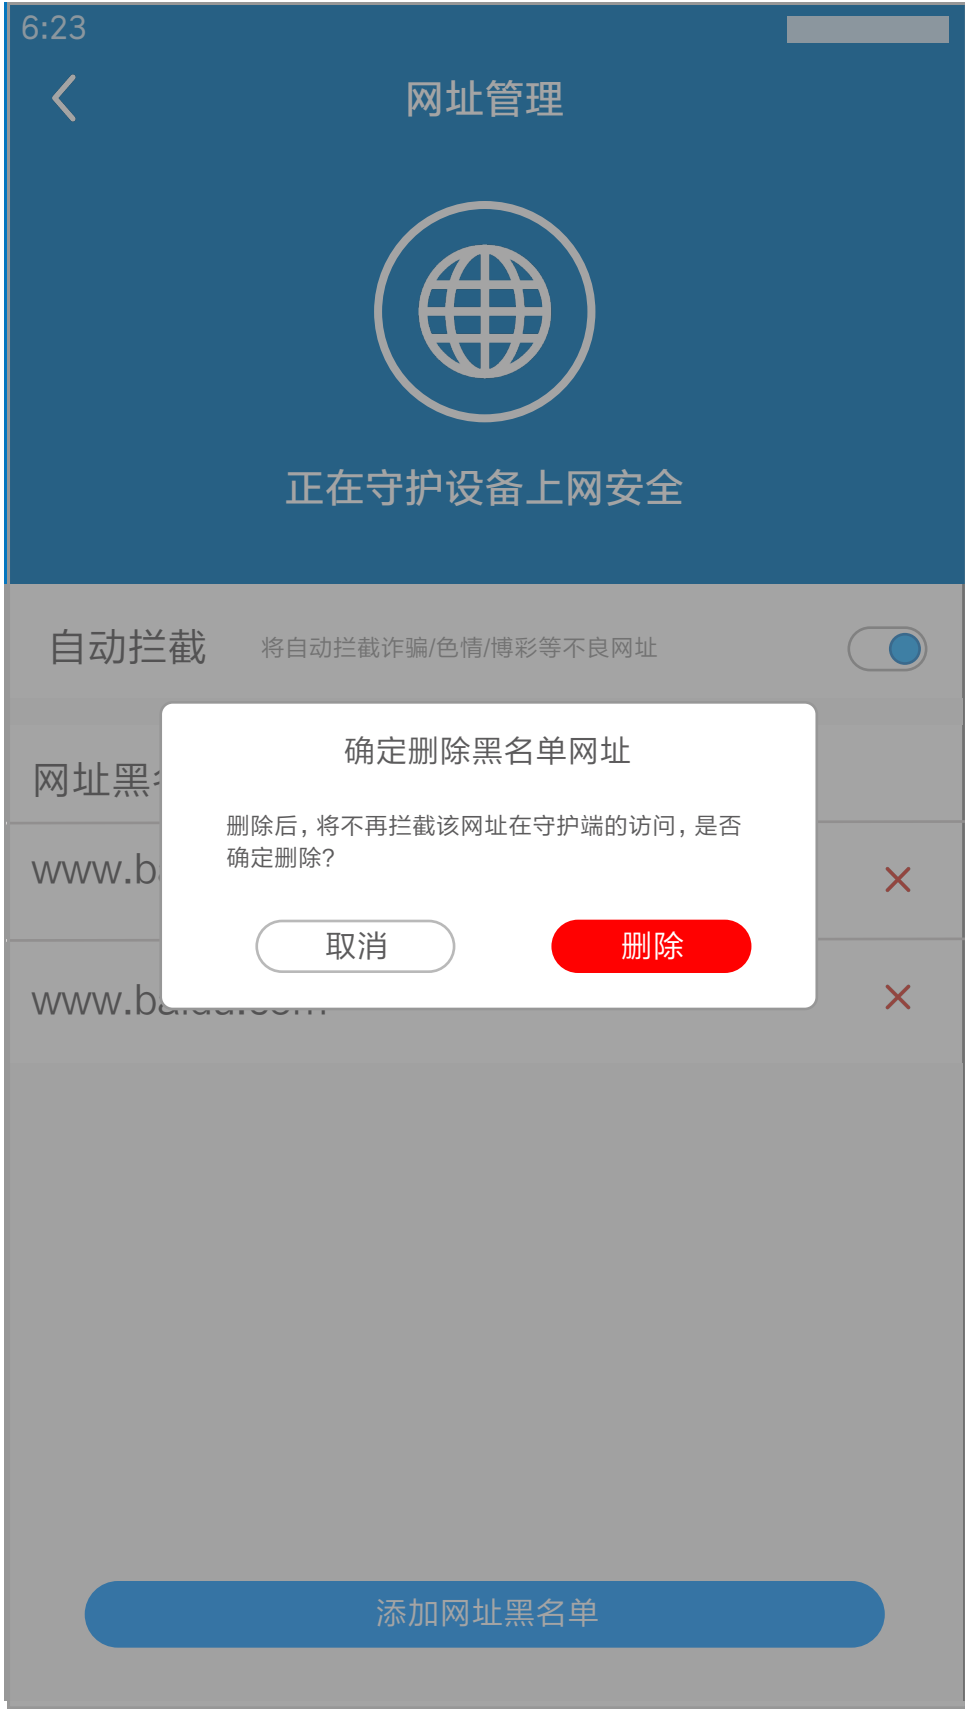 6:23
网址管理
正在守护设备上网安全
自动拦截
将自动拦截诈骗/色情/博彩等不良网址
确定删除黑名单网址
网址黑
删除后，将不再拦截该网址在守护端的访问，是否
确定删除?
www.ba
取消
删除
www.baidu.com
添加网址黑名单